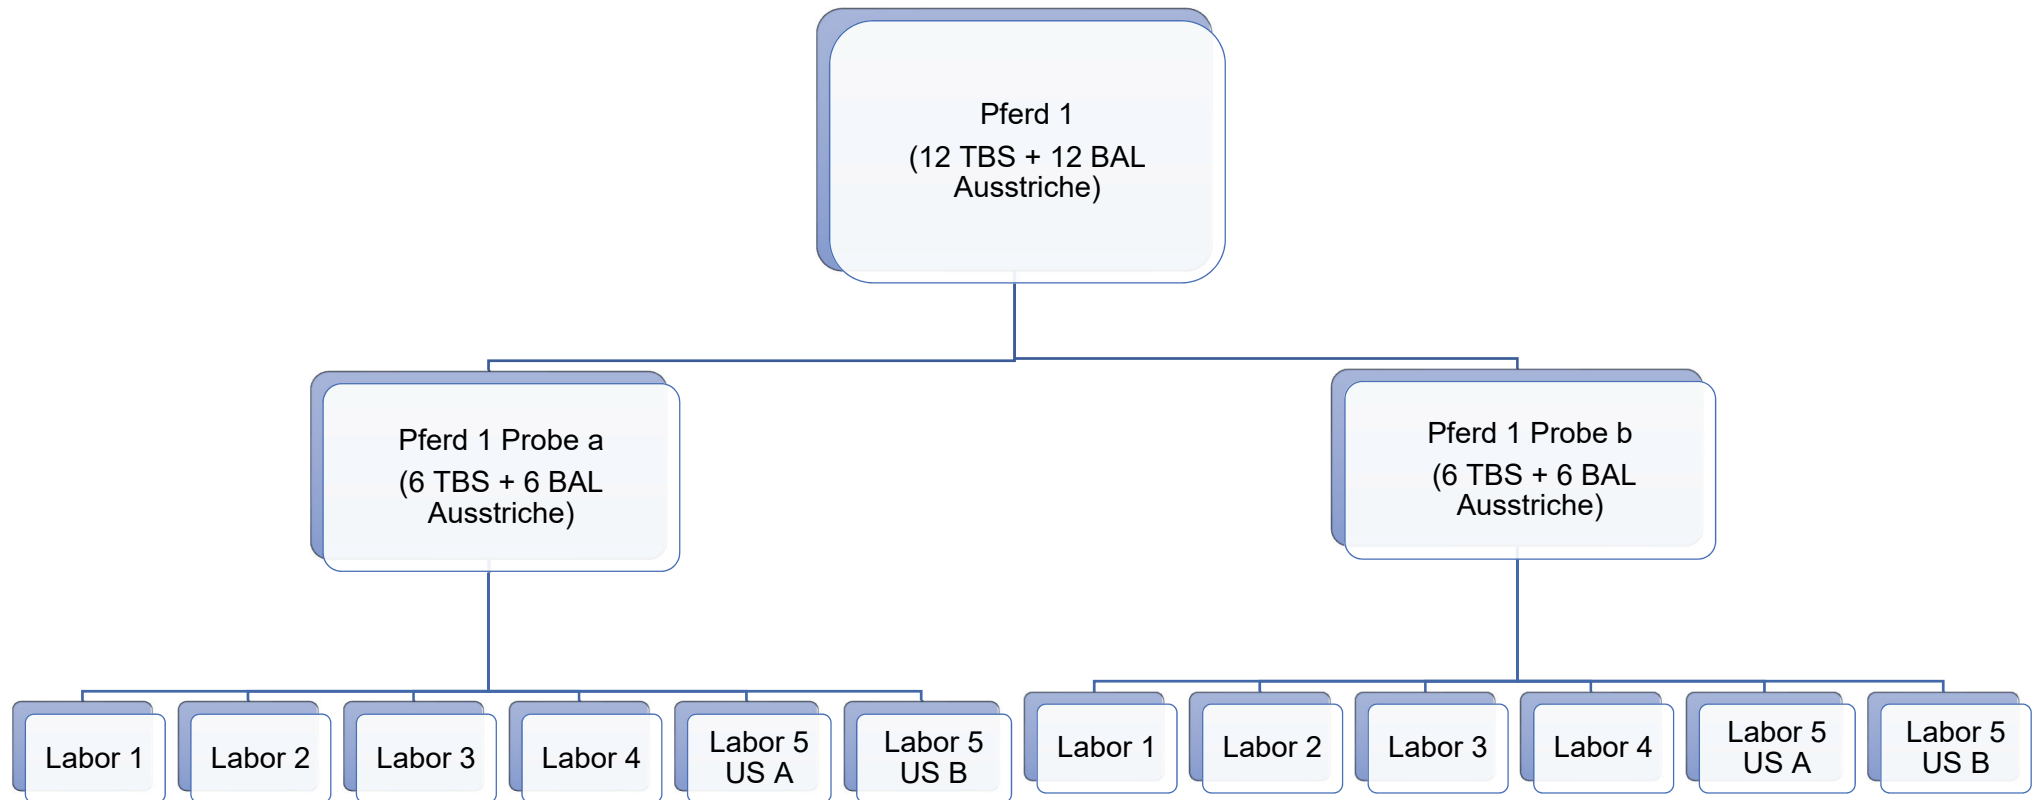 Pferd 1
(12 TBS + 12 BAL
Ausstriche)
Pferd 1 Probe a
(6 TBS + 6 BAL
Ausstriche)
Pferd 1 Probe b
(6 TBS + 6 BAL
Ausstriche)
Labor 1
Labor 2
Labor 3
Labor 4
Labor 5
US A
Labor 5
US B
Labor 1
Labor 2
Labor 3
Labor 4
Labor 5
US A
Labor 5
US B